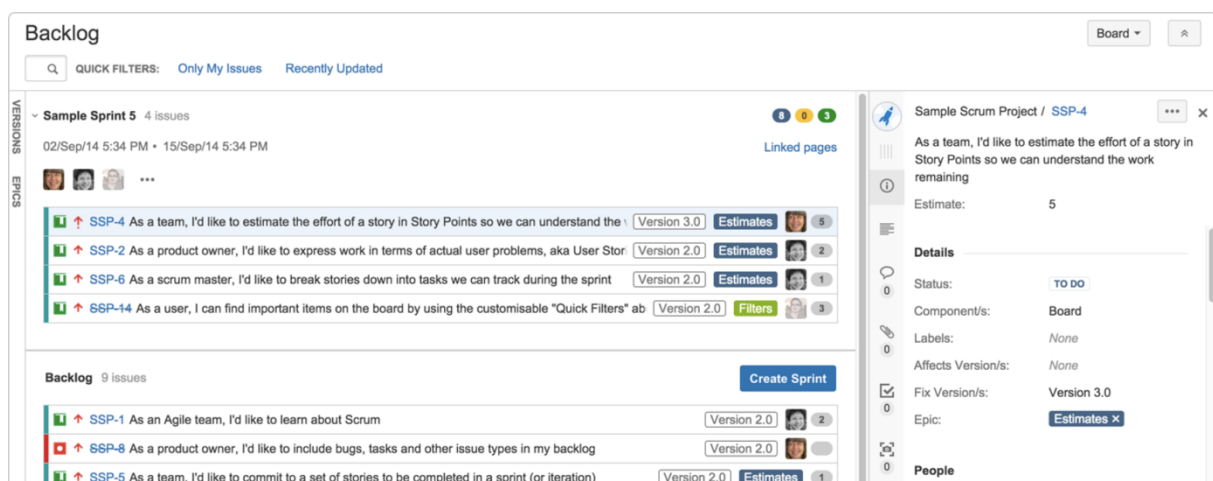 Backlog
Board
QUICK FILTERS: Only My Issues Recently Updated
VERSIONS
EPICS
Sample Sprint 5 4 issues 8 0 3
02/Sep/14 5:34 PM • 15/Sep/14 5:34 PM Linked pages
SSP-4 As a team, I'd like to estimate the effort of a story in Story Points so we can understand the Version 3.0 Estimates 5
SSP-2 As a product owner, I'd like to express work in terms of actual user problems, aka User Stori Version 2.0 Estimates 2
SSP-6 As a scrum master, I'd like to break stories down into tasks we can track during the sprint Version 2.0 Estimates 1
SSP-14 As a user, I can find important items on the board by using the customisable "Quick Filters" ab Version 2.0 Filters 3
Backlog 9 issues Create Sprint
SSP-1 As an Agile team, I'd like to learn about Scrum Version 2.0 2
SSP-8 As a product owner, I'd like to include bugs, tasks and other issue types in my backlog Version 2.0
SSP-5 As a team, I'd like to commit to a set of stories to be completed in a sprint (or iteration) Version 2.0 Estimates 1
0
0
0
0
Sample Scrum Project / SSP-4
As a team, I'd like to estimate the effort of a story in
Story Points so we can understand the work
remaining
Estimate: 5
Details
Status: TO DO
Component/s: Board
Labels: None
Affects Version/s: None
Fix Version/s: Version 3.0
Epic: Estimates ×
People